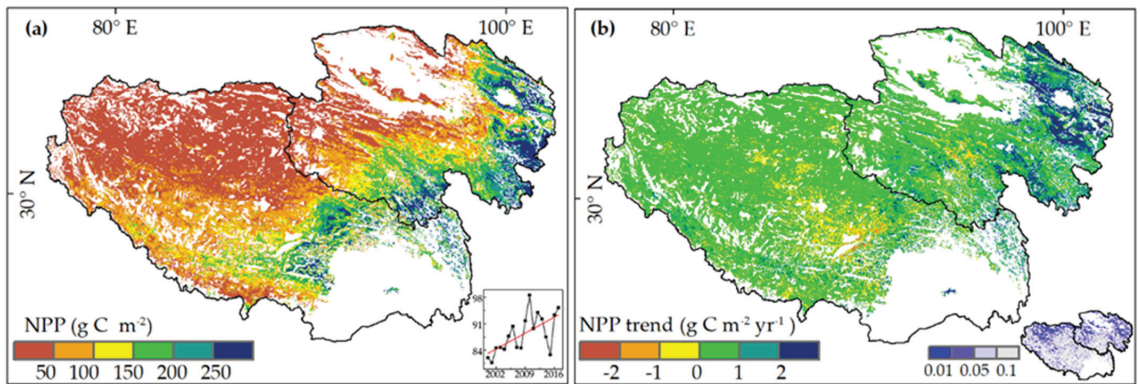 (a)
80° E
100° E
30° N
NPP (g C m⁻²)
50 100 150 200 250
98
91
84
2002 2009 2016
(b)
80° E
100° E
30° N
NPP trend (g C m⁻² yr⁻¹)
-2 -1 0 1 2
0.01 0.05 0.1